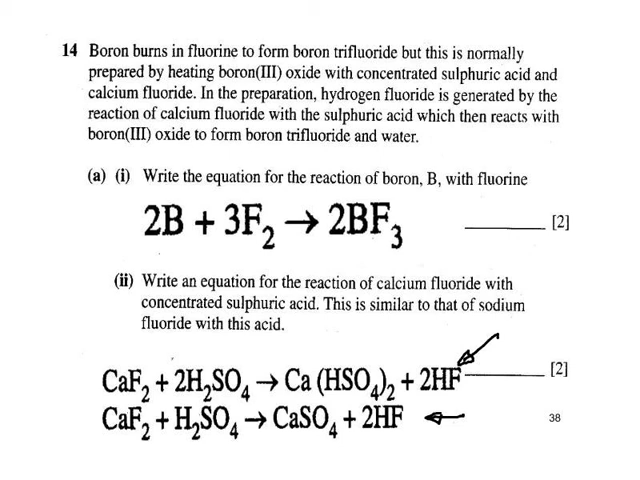 14 Boron burns in fluorine to form boron trifluoride but this is normally
prepared by heating boron(III) oxide with concentrated sulphuric acid and
calcium fluoride. In the preparation, hydrogen fluoride is generated by the
reaction of calcium fluoride with the sulphuric acid which then reacts with
boron(III) oxide to form boron trifluoride and water.
(a) (i) Write the equation for the reaction of boron, B, with fluorine
2B + 3F₂ → 2BF₃ ________ [2]
(ii) Write an equation for the reaction of calcium fluoride with
concentrated sulphuric acid. This is similar to that of sodium
fluoride with this acid.
CaF₂ + 2H₂SO₄ → Ca (HSO₄)₂ + 2HF ________ [2]
CaF₂ + H₂SO₄ → CaSO₄ + 2HF ←
38